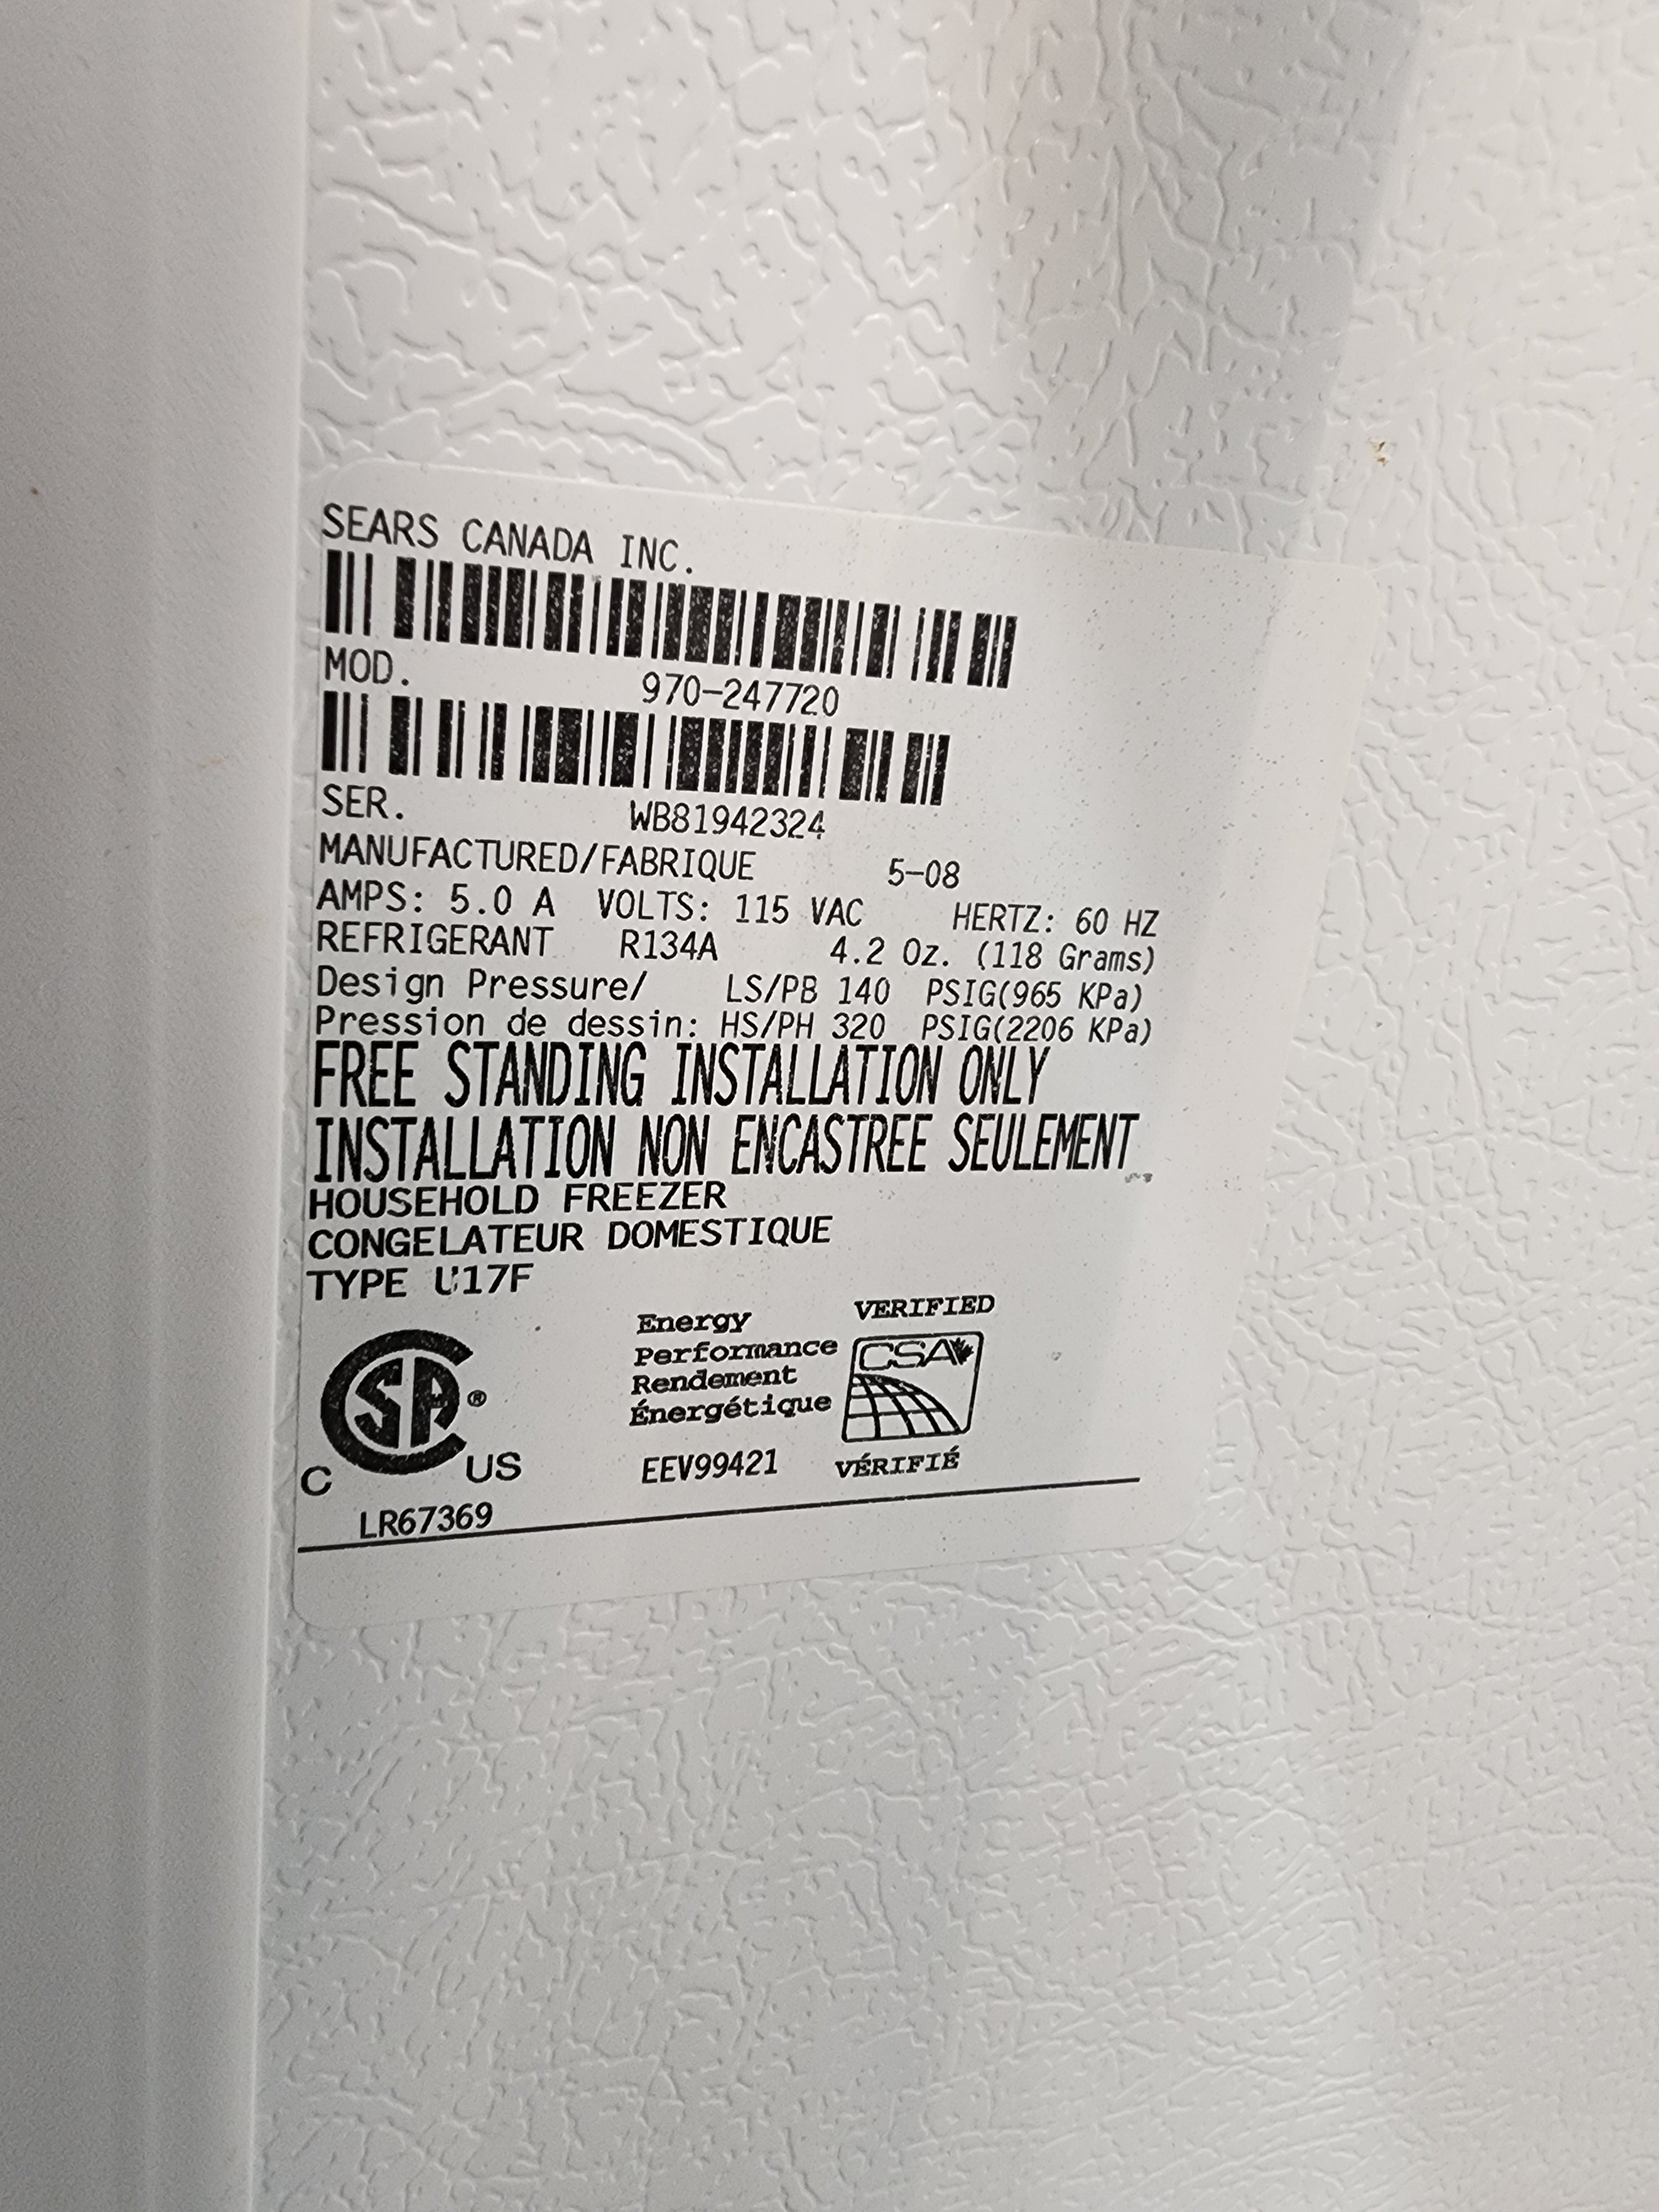 SEARS CANADA INC.
MOD. 970-247720
SER. WB81942324
MANUFACTURED/FABRIQUE 5-08
AMPS: 5.0 A VOLTS: 115 VAC HERTZ: 60 HZ
REFRIGERANT R134A 4.2 Oz. (118 Grams)
Design Pressure/ LS/PB 140 PSIG(965 KPa)
Pression de dessin: HS/PH 320 PSIG(2206 KPa)
FREE STANDING INSTALLATION ONLY
INSTALLATION NON ENCASTREE SEULEMENT
HOUSEHOLD FREEZER
CONGELATEUR DOMESTIQUE
TYPE U17F
CSA®
C US
LR67369
Energy
Performance
Rendement
Énergétique
EEV99421
VERIFIED
CSA
VÉRIFIÉ